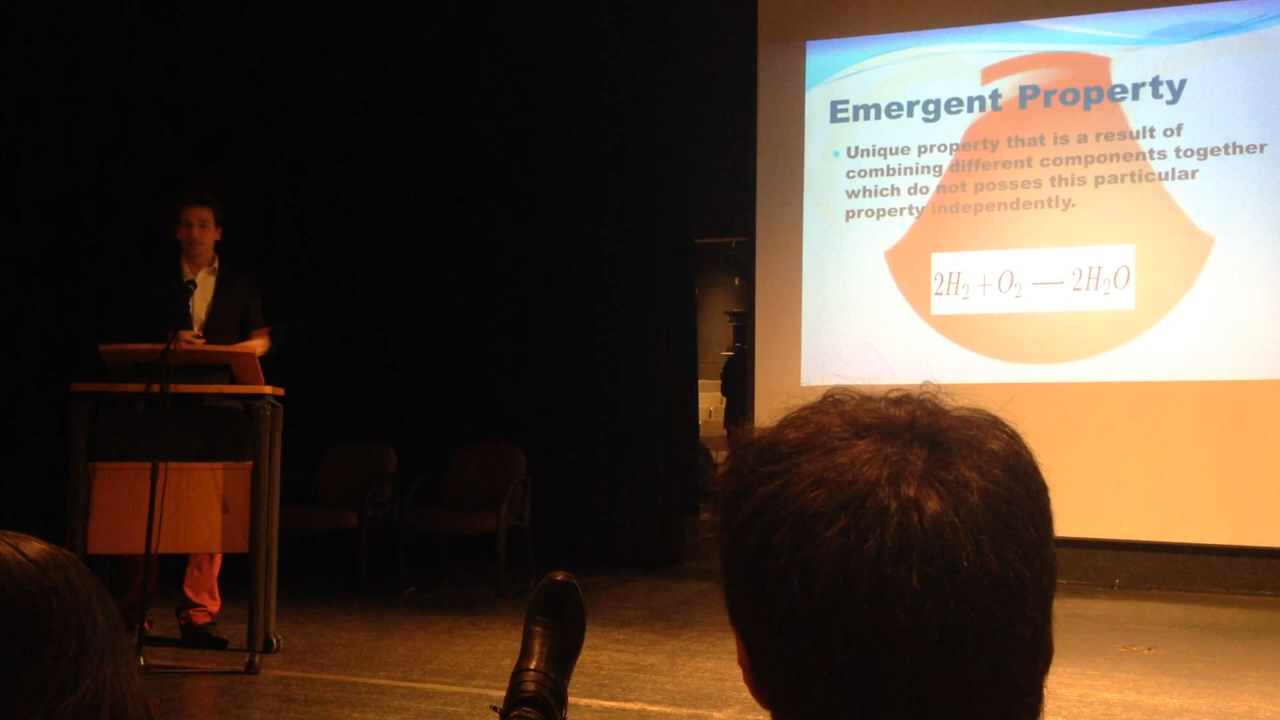 Emergent Property
Unique property that is a result of
combining different components together
which do not posses this particular
property independently.
2H₂ + O₂ — 2H₂O